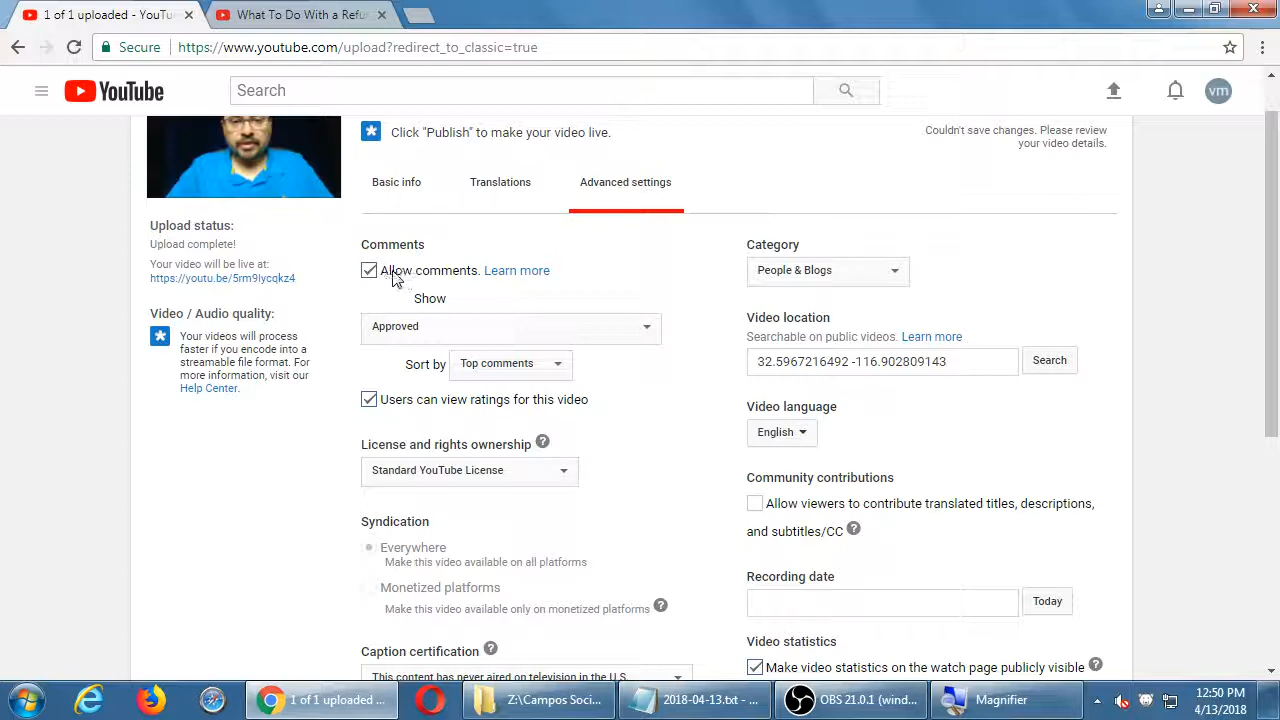 1 of 1 uploaded - YouTu
What To Do With a Refu
Secure
https://www.youtube.com/upload?redirect_to_classic=true
YouTube
Search
vm
Click "Publish" to make your video live.
Couldn't save changes. Please review
your video details.
Basic info
Translations
Advanced settings
Upload status:
Upload complete!
Your video will be live at:
https://youtu.be/5rm9lycqkz4
Video / Audio quality:
Your videos will process
faster if you encode into a
streamable file format. For
more information, visit our
Help Center.
Comments
Allow comments. Learn more
Show
Approved
Sort by Top comments
Users can view ratings for this video
License and rights ownership ?
Standard YouTube License
Syndication
Everywhere
Make this video available on all platforms
Monetized platforms
Make this video available only on monetized platforms ?
Caption certification ?
This content has never aired on television in the U.S.
Category
People & Blogs
Video location
Searchable on public videos. Learn more
32.5967216492 -116.902809143
Search
Video language
English
Community contributions
Allow viewers to contribute translated titles, descriptions,
and subtitles/CC ?
Recording date
Today
Video statistics
Make video statistics on the watch page publicly visible ?
1 of 1 uploaded ...
Z:\Campos Soci...
2018-04-13.txt - ...
OBS 21.0.1 (wind...
Magnifier
12:50 PM
4/13/2018